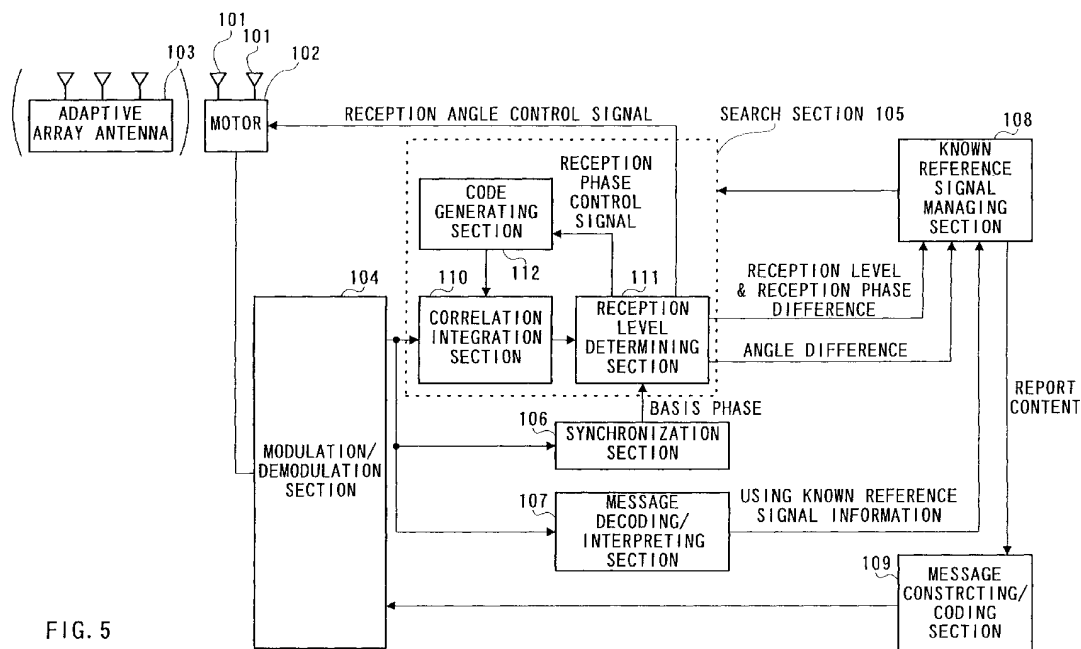 101
101
103
102
ADAPTIVE
ARRAY ANTENNA
MOTOR
RECEPTION ANGLE CONTROL SIGNAL
SEARCH SECTION 105
108
KNOWN
REFERENCE
SIGNAL
MANAGING
SECTION
RECEPTION
PHASE
CONTROL
SIGNAL
CODE
GENERATING
SECTION
112
104
110
111
CORRELATION
INTEGRATION
SECTION
RECEPTION
LEVEL
DETERMINING
SECTION
RECEPTION LEVEL
& RECEPTION PHASE
DIFFERENCE
ANGLE DIFFERENCE
REPORT
CONTENT
BASIS PHASE
106
SYNCHRONIZATION
SECTION
MODULATION/
DEMODULATION
SECTION
107
MESSAGE
DECODING/
INTERPRETING
SECTION
USING KNOWN REFERENCE
SIGNAL INFORMATION
109
MESSAGE
CONSTRCTING/
CODING
SECTION
FIG. 5